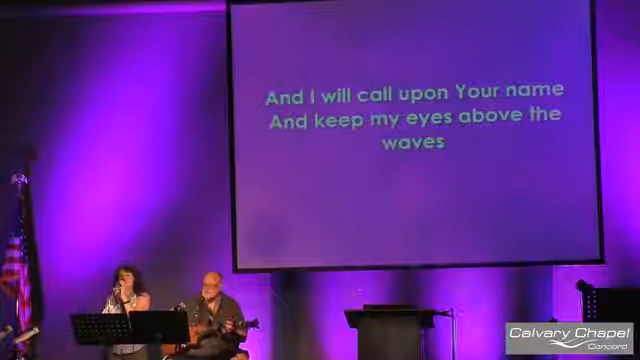 And I will call upon Your name
And keep my eyes above the
waves
Calvary Chapel
Concord